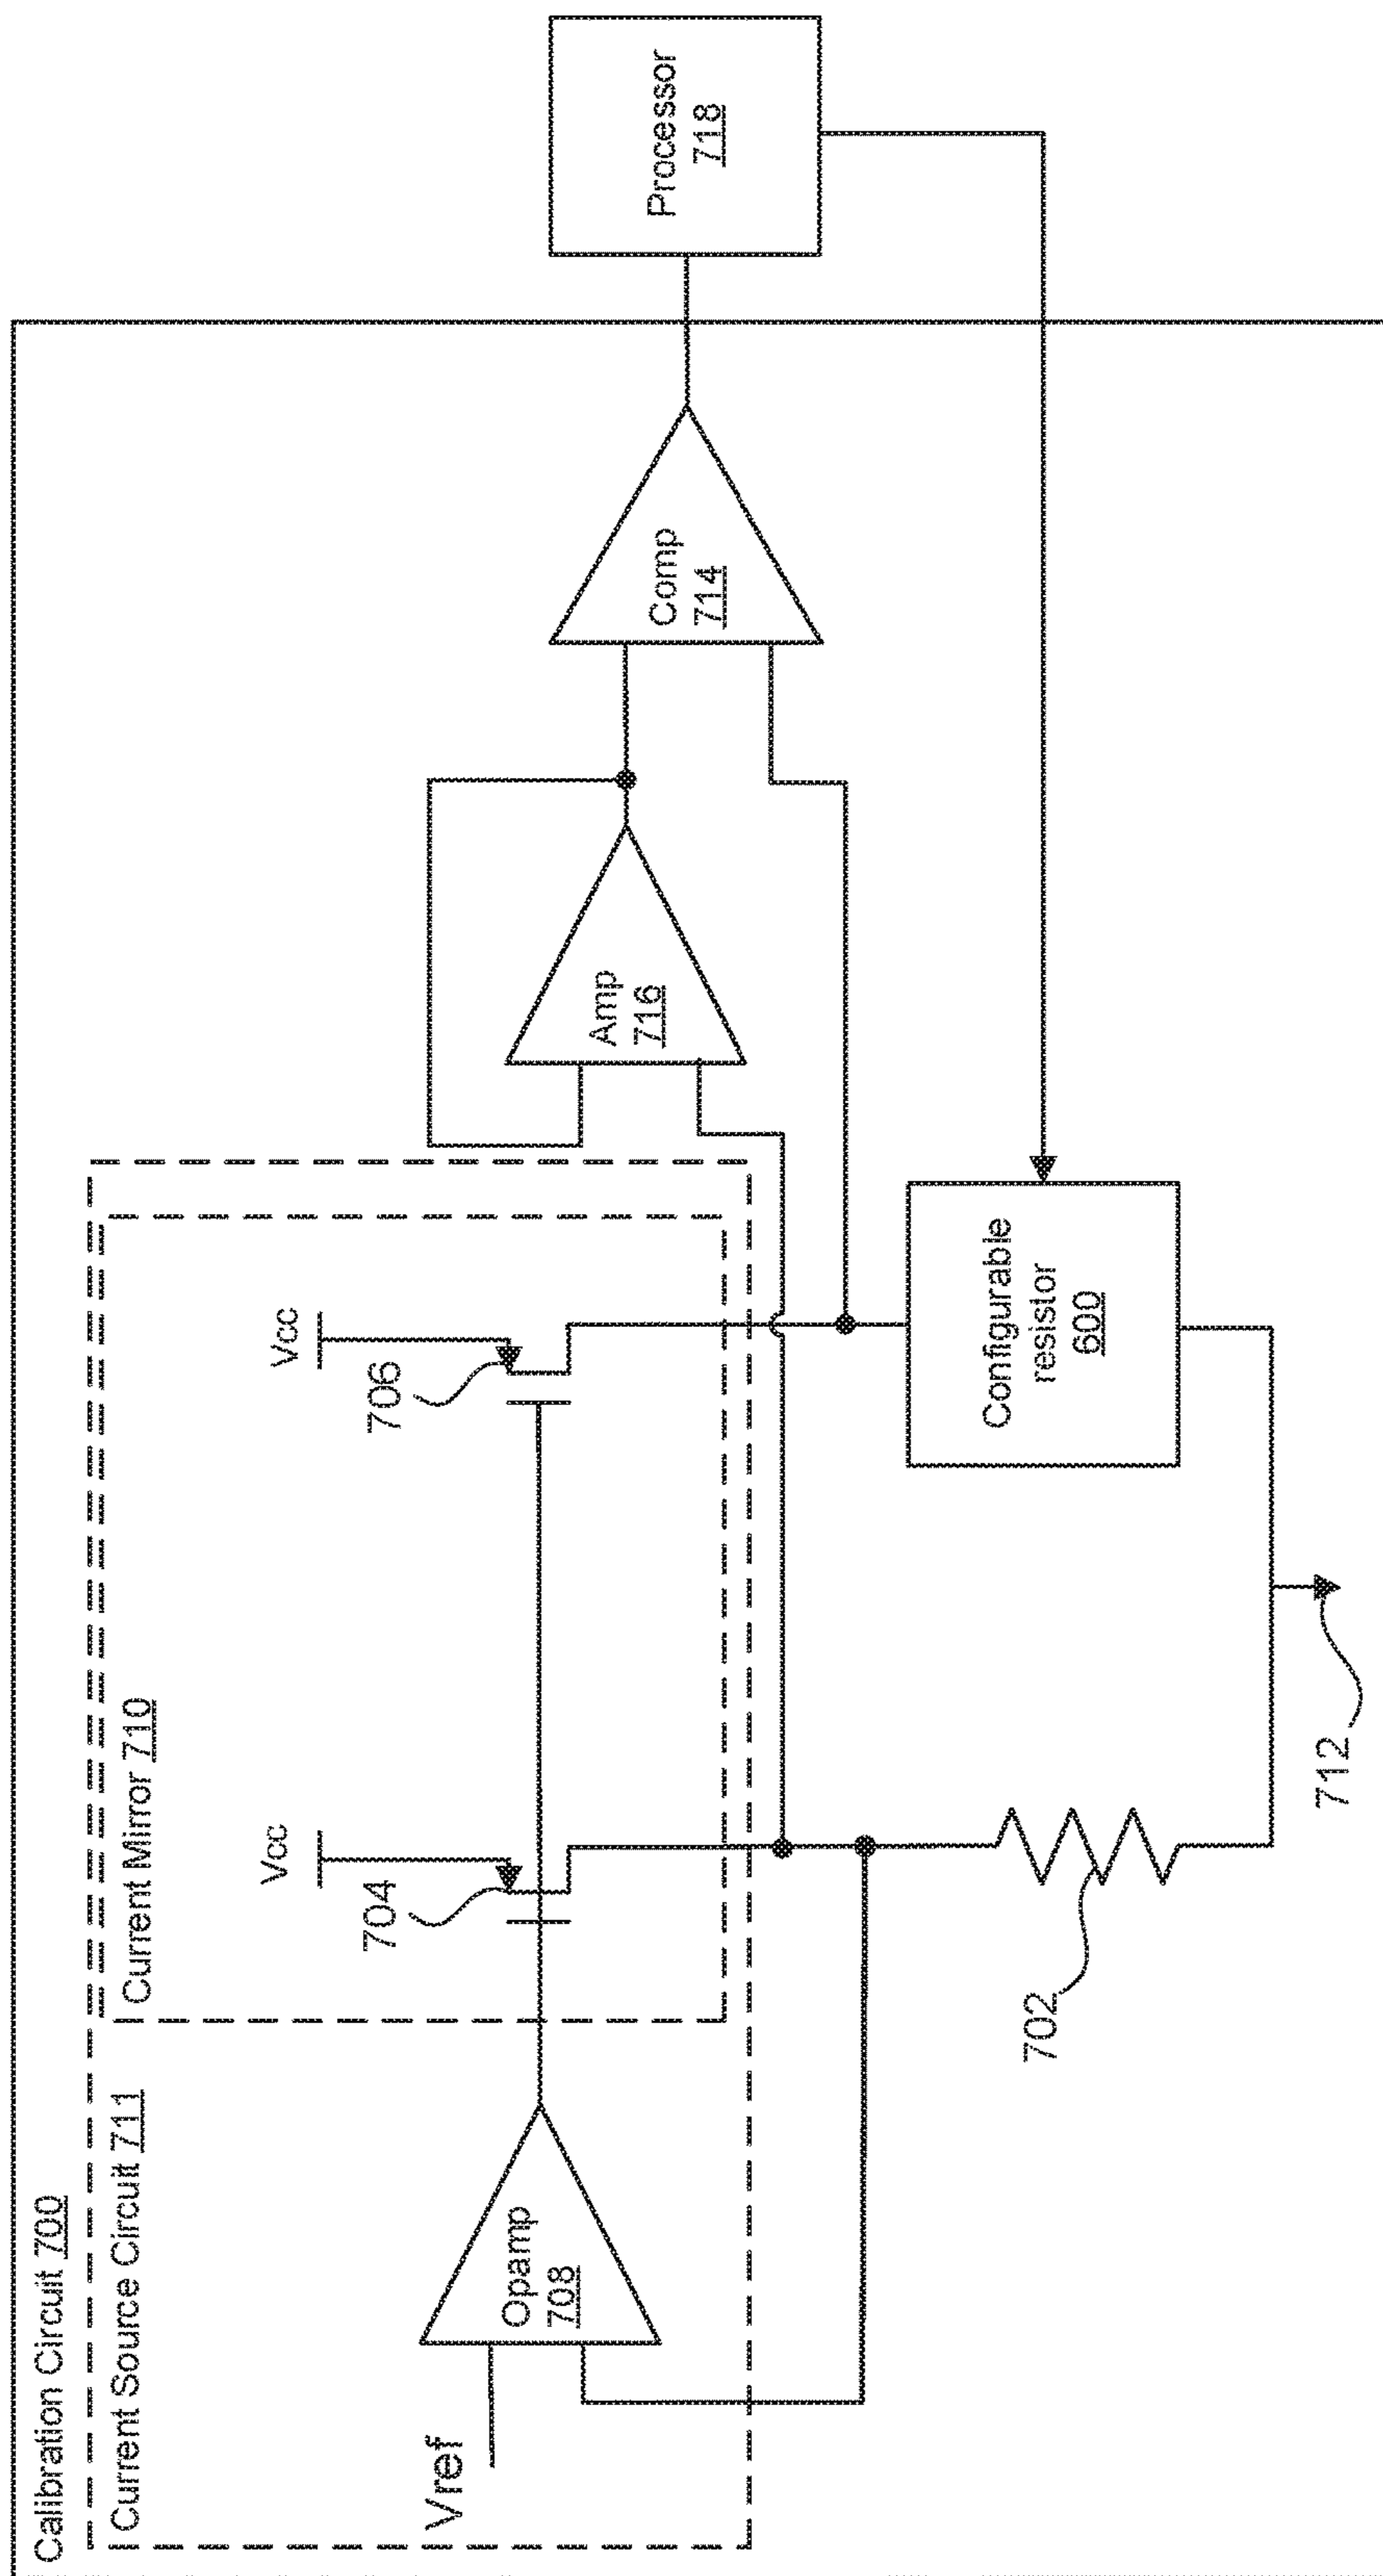 Calibration Circuit 700
Current Source Circuit 711
Current Mirror 710
Vcc
Vcc
704
706
Vref
Opamp
708
Amp
716
Comp
714
Processor
718
702
Configurable
resistor
600
712